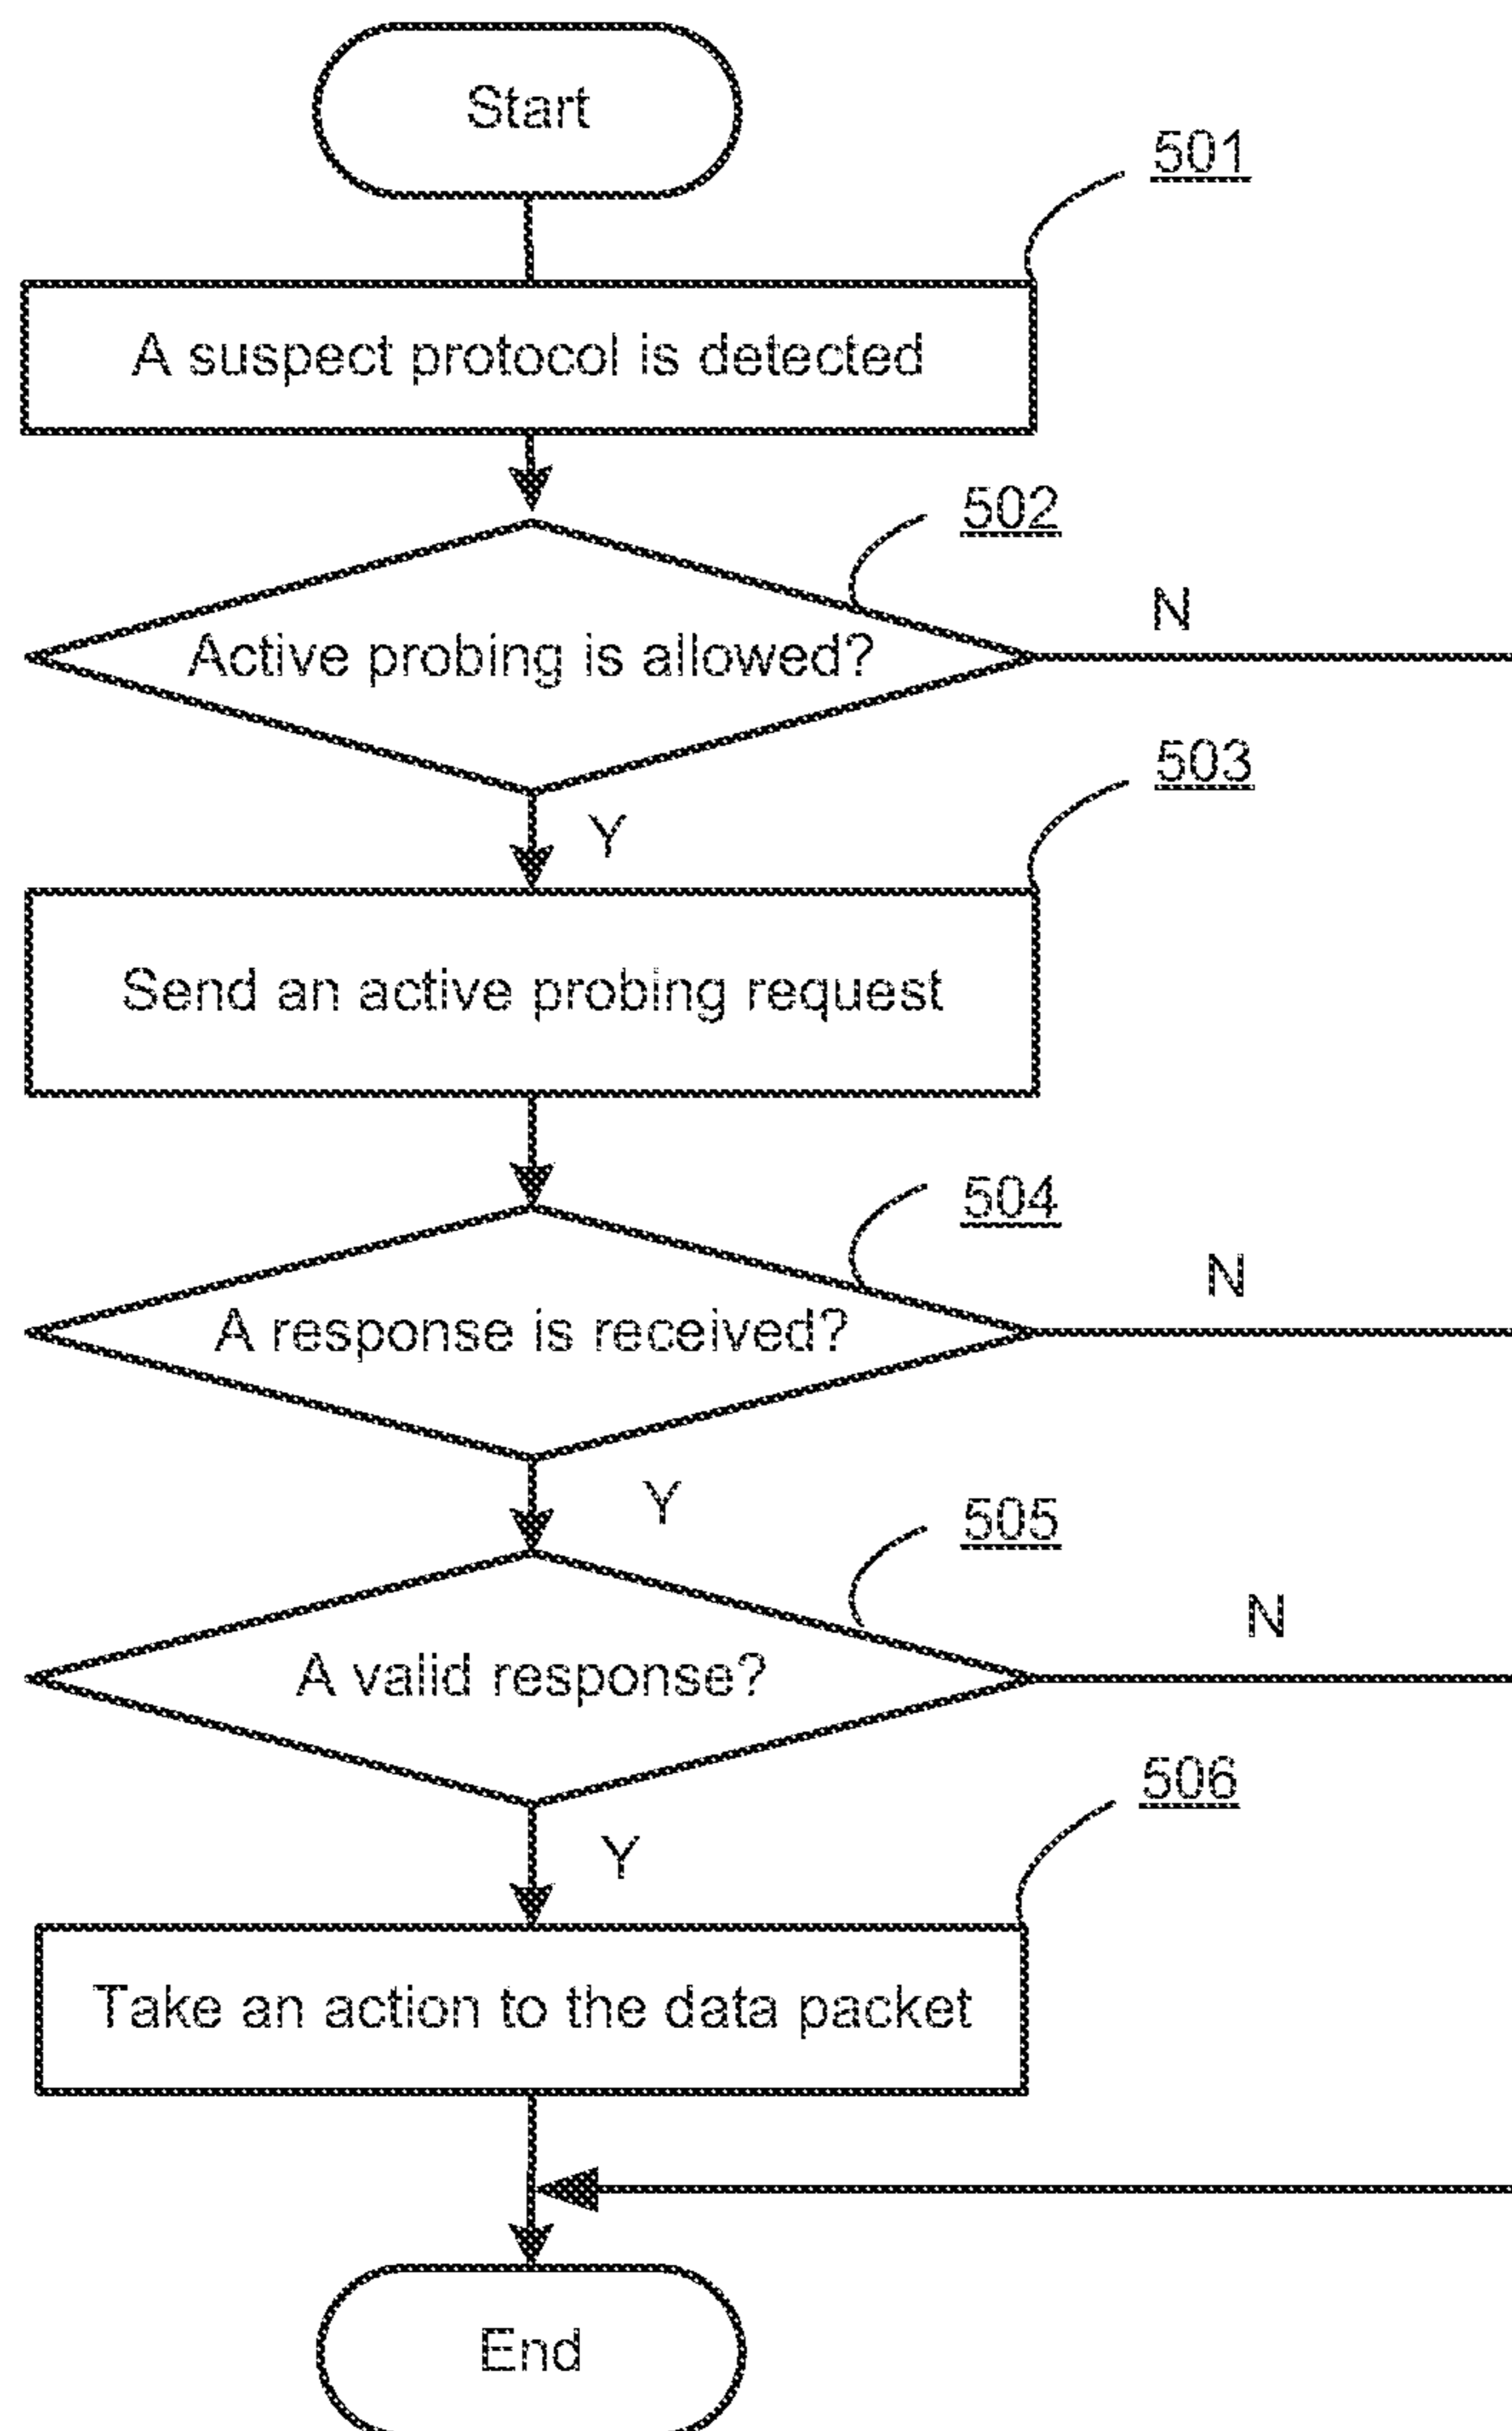 Start
501
A suspect protocol is detected
502
Active probing is allowed?
N
503
Y
Send an active probing request
504
A response is received?
N
Y
505
A valid response?
N
506
Y
Take an action to the data packet
End